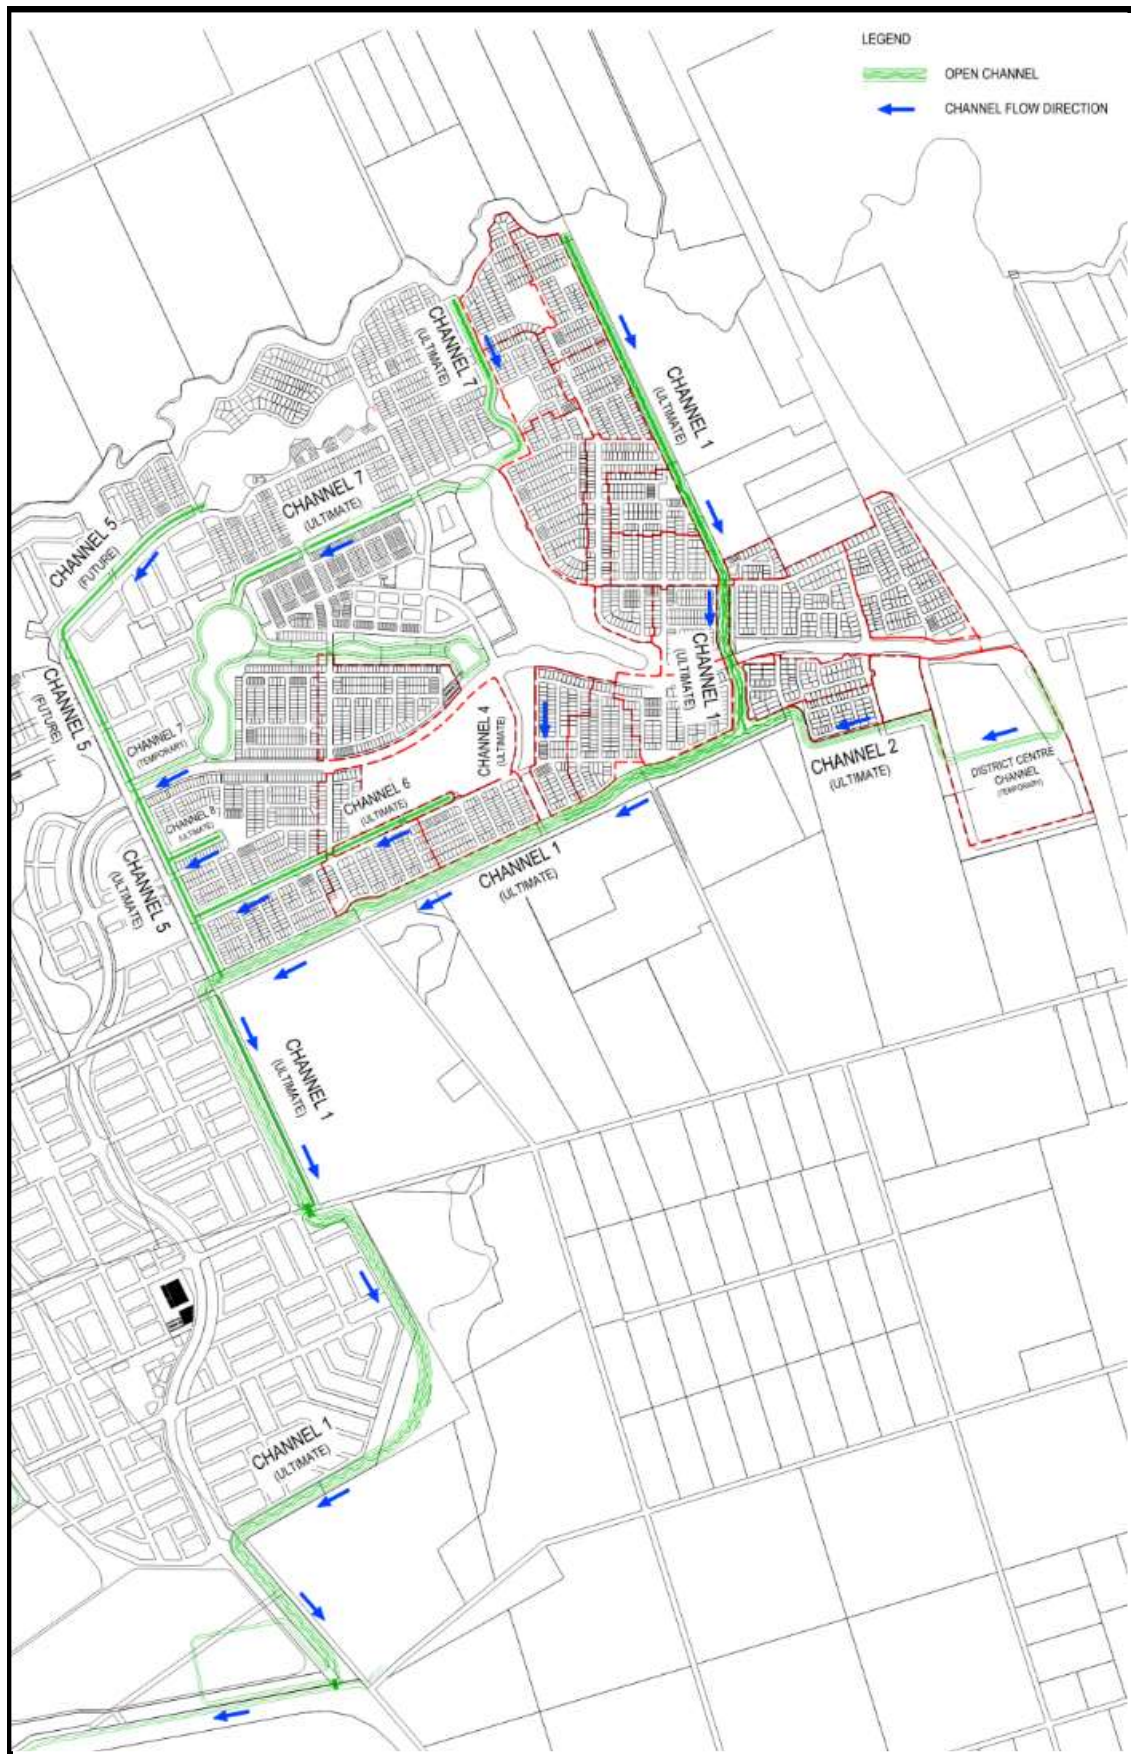 LEGEND
OPEN CHANNEL
CHANNEL FLOW DIRECTION
CHANNEL 7
(ULTIMATE)
CHANNEL 1
(ULTIMATE)
CHANNEL 7
(ULTIMATE)
CHANNEL 5
(FUTURE)
CHANNEL 1
(ULTIMATE)
CHANNEL 5
(FUTURE)
CHANNEL 7
(TEMPORARY)
CHANNEL 4
(ULTIMATE)
CHANNEL 2
(ULTIMATE)
DISTRICT CENTRE
CHANNEL
(TEMPORARY)
CHANNEL 6
(ULTIMATE)
CHANNEL 8
(ULTIMATE)
CHANNEL 5
(ULTIMATE)
CHANNEL 1
(ULTIMATE)
CHANNEL 1
(ULTIMATE)
CHANNEL 1
(ULTIMATE)